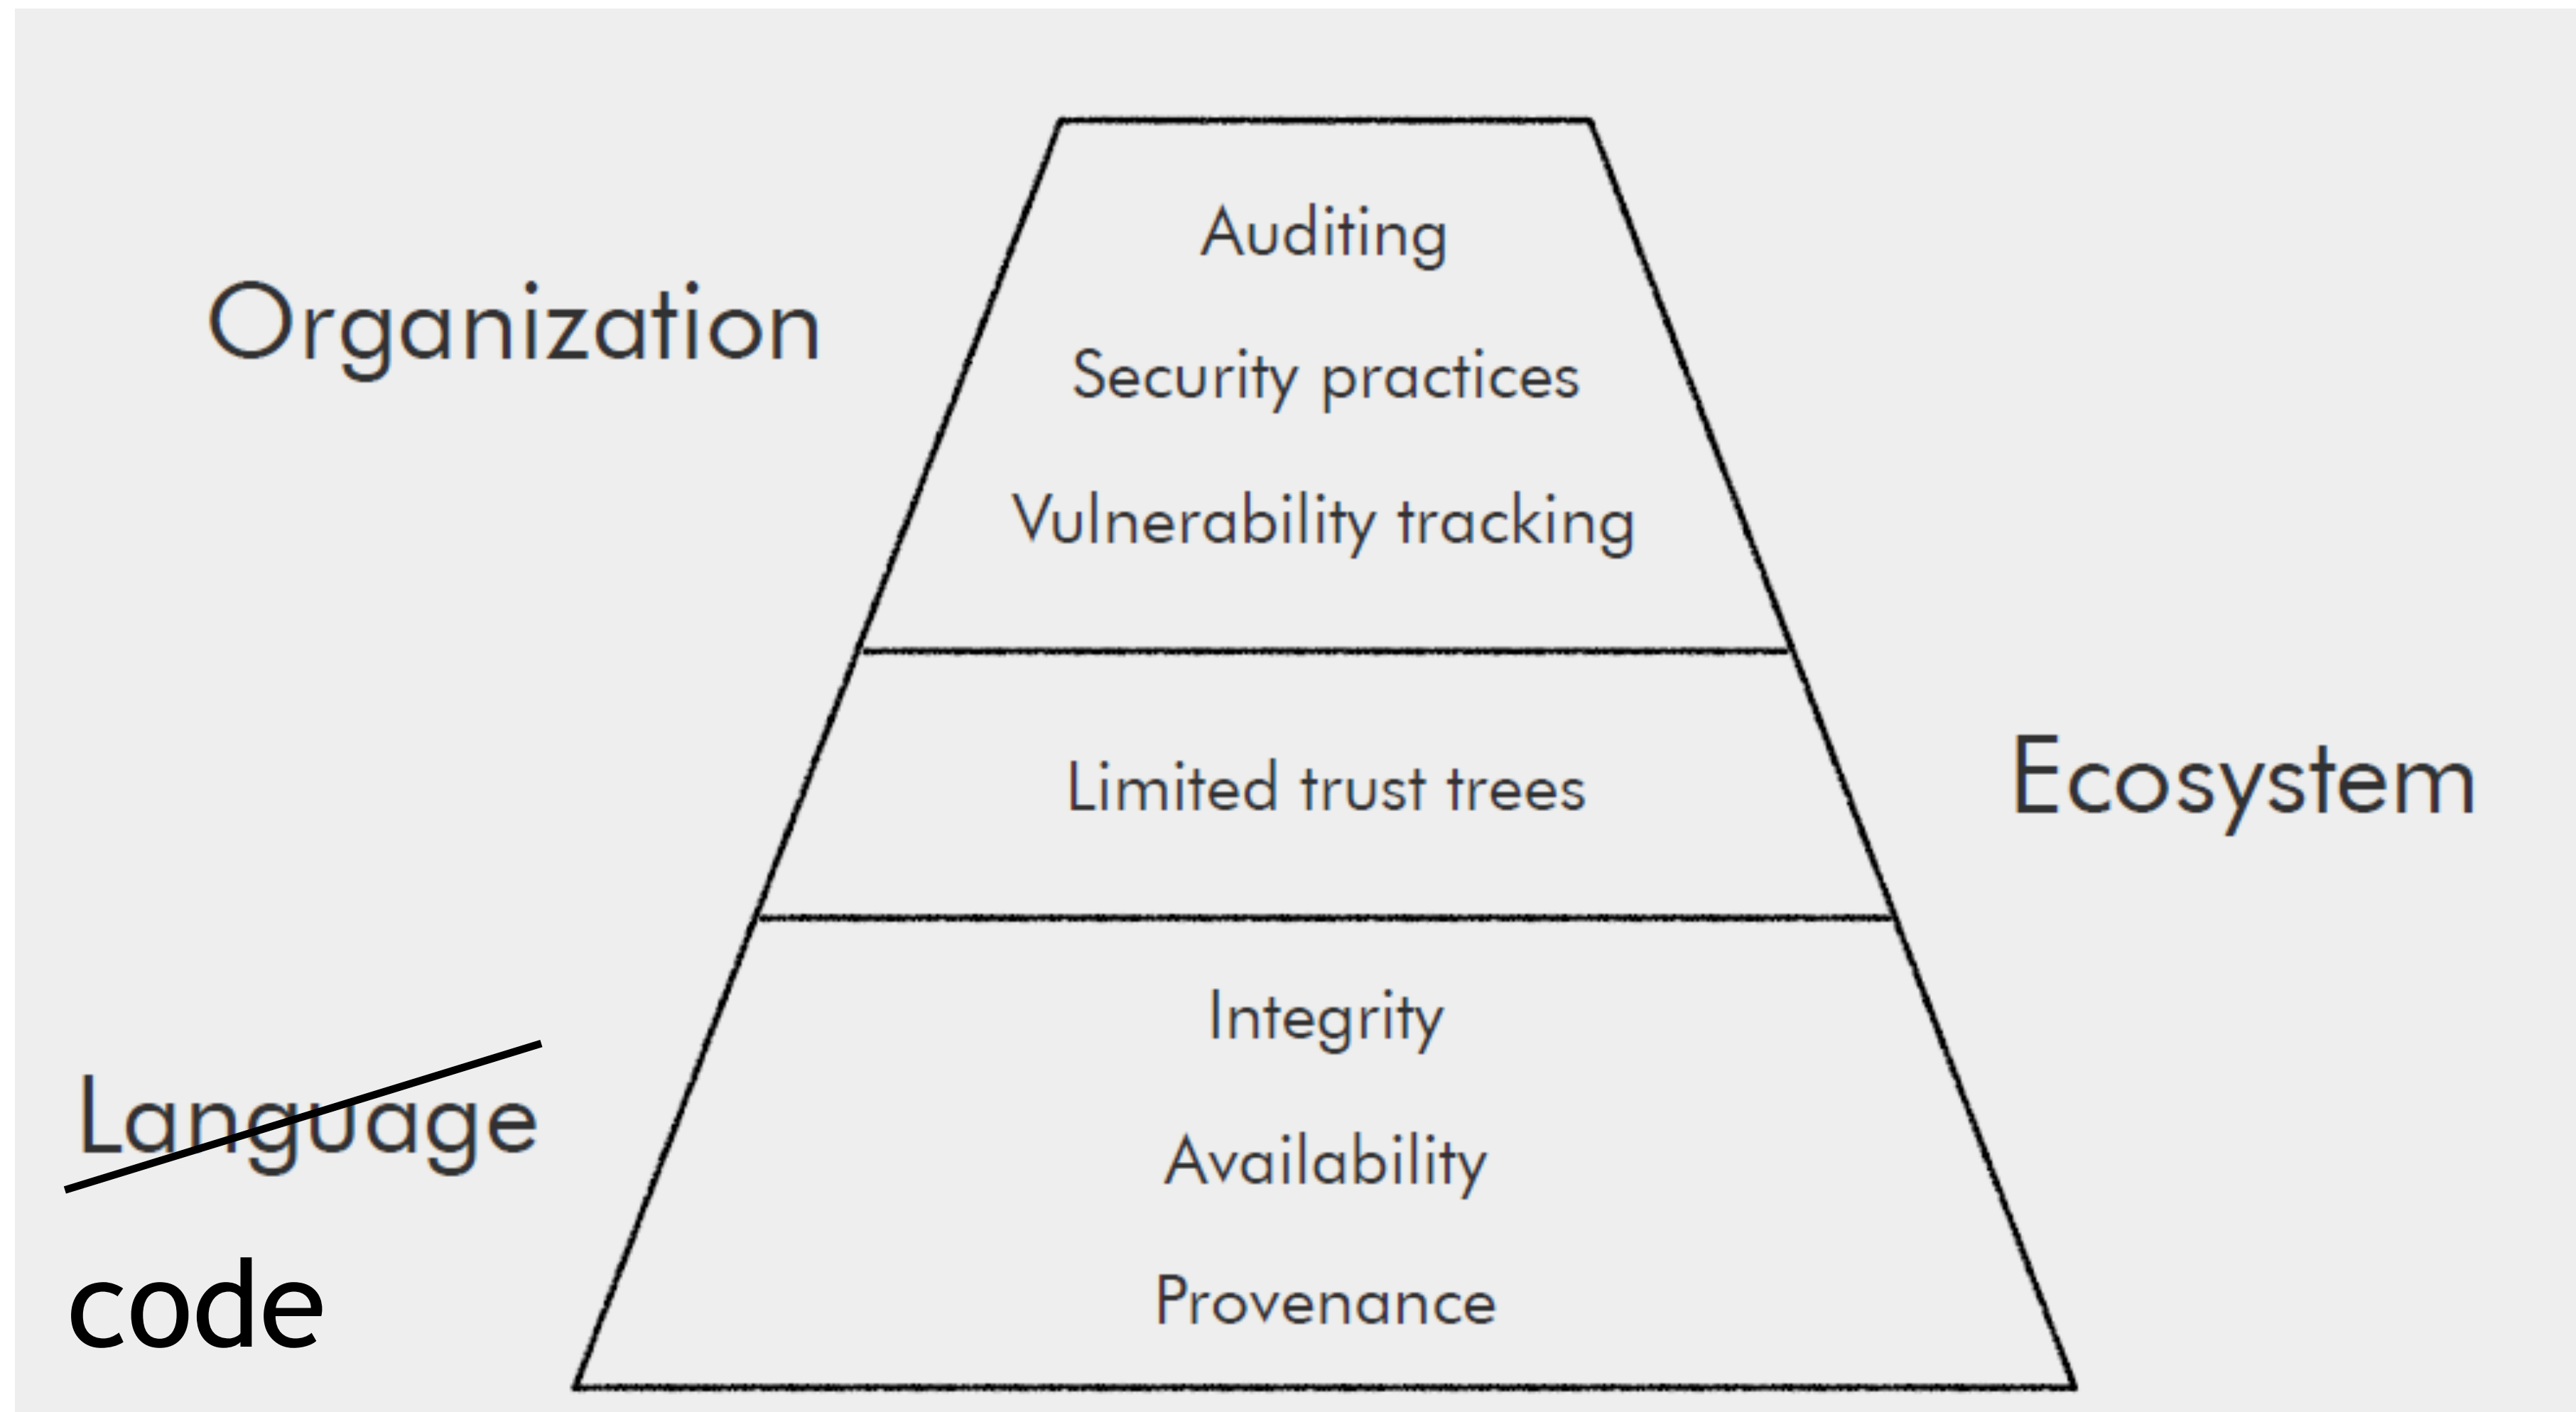 Auditing
Organization
Security practices
Vulnerability tracking
Limited trust trees
Ecosystem
Integrity
Language
Availability
code
Provenance